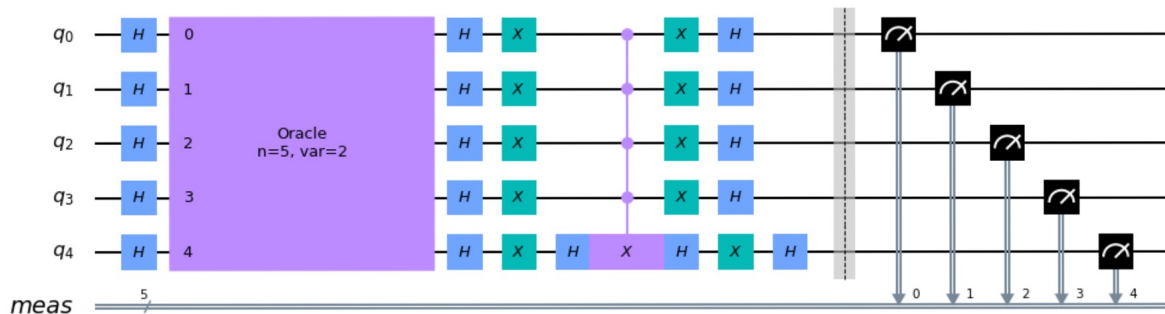 q0 H 0 H X X H
q1 H 1 H X X H
q2 H 2 Oracle H X X H
n=5, var=2
q3 H 3 H X X H
q4 H 4 H X H X H X H
meas 5 0 1 2 3 4